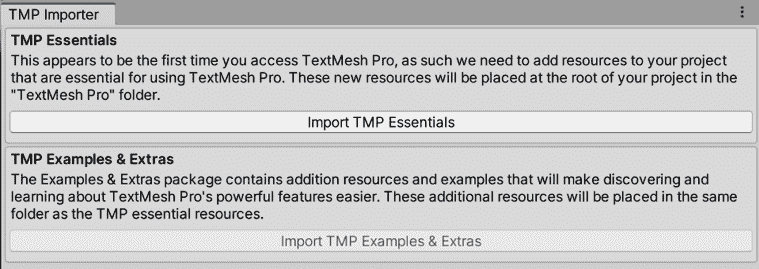 TMP Importer
TMP Essentials
This appears to be the first time you access TextMesh Pro, as such we need to add resources to your project
that are essential for using TextMesh Pro. These new resources will be placed at the root of your project in the
"TextMesh Pro" folder.
Import TMP Essentials
TMP Examples & Extras
The Examples & Extras package contains addition resources and examples that will make discovering and
learning about TextMesh Pro's powerful features easier. These additional resources will be placed in the same
folder as the TMP essential resources.
Import TMP Examples & Extras